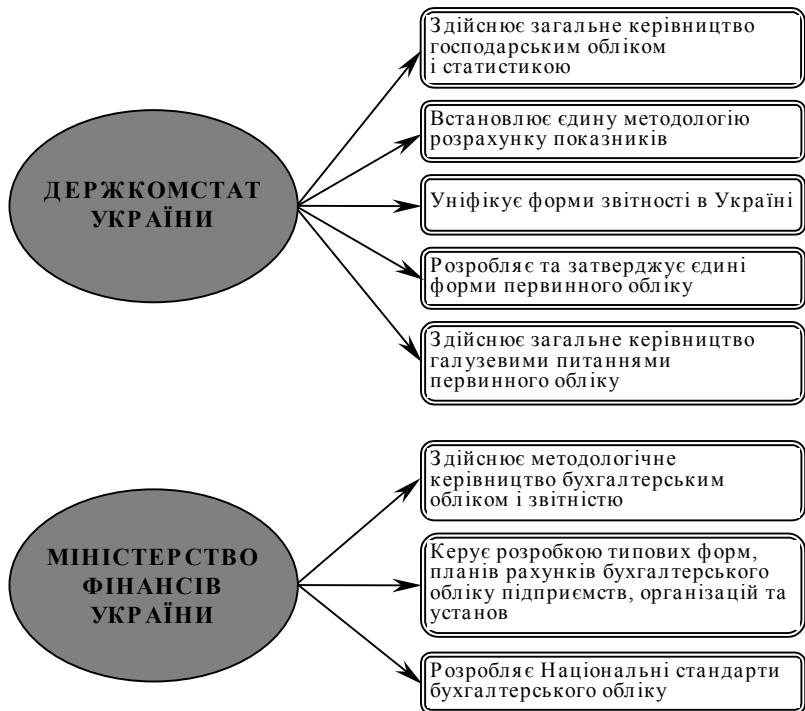 Здійснює загальне керівництво
господарським обліком
і статистикою
Встановлює єдину методологію
розрахунку показників
ДЕРЖКОМСТАТ
УКРАЇНИ
Уніфікує форми звітності в Україні
Розробляє та затверджує єдині
форми первинного обліку
Здійснює загальне керівництво
галузевими питаннями
первинного обліку
Здійснює методологічне
керівництво бухгалтерським
обліком і звітністю
МІНІСТЕРСТВО
ФІНАНСІВ
УКРАЇНИ
Керує розробкою типових форм,
планів рахунків бухгалтерського
обліку підприємств, організацій та
установ
Розробляє Національні стандарти
бухгалтерського обліку